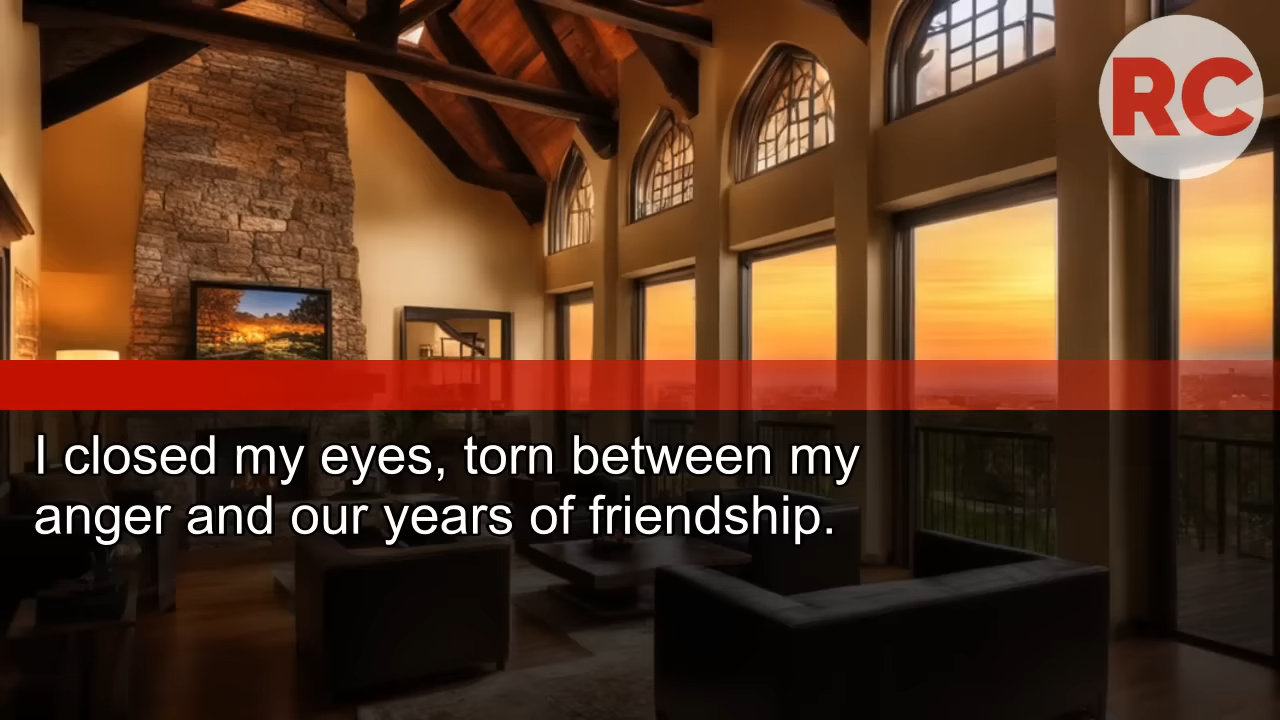 RC
I closed my eyes, torn between my
anger and our years of friendship.